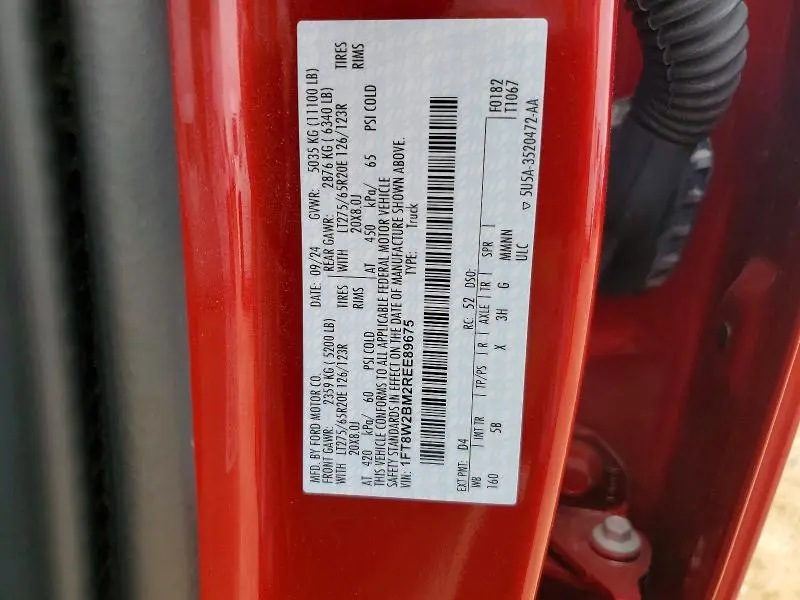 MFD. BY FORD MOTOR CO. DATE: 09/24 GVWR: 5035 KG (11100 LB)
FRONT GAWR: 2359 KG ( 5200 LB) REAR GAWR: 2876 KG ( 6340 LB)
WITH LT275/65R20E 126/123R TIRES WITH LT275/65R20E 126/123R TIRES
20X8.0J RIMS 20X8.0J RIMS
AT 420 kPa/ 60 PSI COLD AT 450 kPa/ 65 PSI COLD
THIS VEHICLE CONFORMS TO ALL APPLICABLE FEDERAL MOTOR VEHICLE
SAFETY STANDARDS IN EFFECT ON THE DATE OF MANUFACTURE SHOWN ABOVE.
VIN: 1FT8W2BM2REE89675 TYPE: Truck
F0182
T1067
EXT PNT: D4 RC: 52 DSO:
WB INT TR TP/PS R AXLE TR SPR
160 5B X 3H G MMNN
ULC
▽ 5U5A-3520472-AA